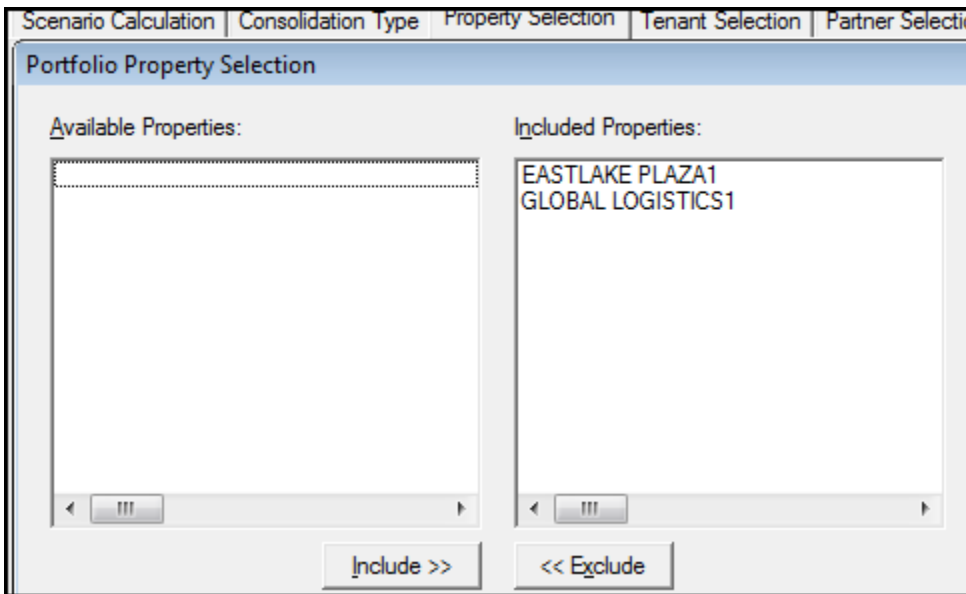 Scenario Calculation Consolidation Type Property Selection Tenant Selection Partner Selectio
Portfolio Property Selection
Available Properties: Included Properties:
EASTLAKE PLAZA1
GLOBAL LOGISTICS1
Include >> << Exclude